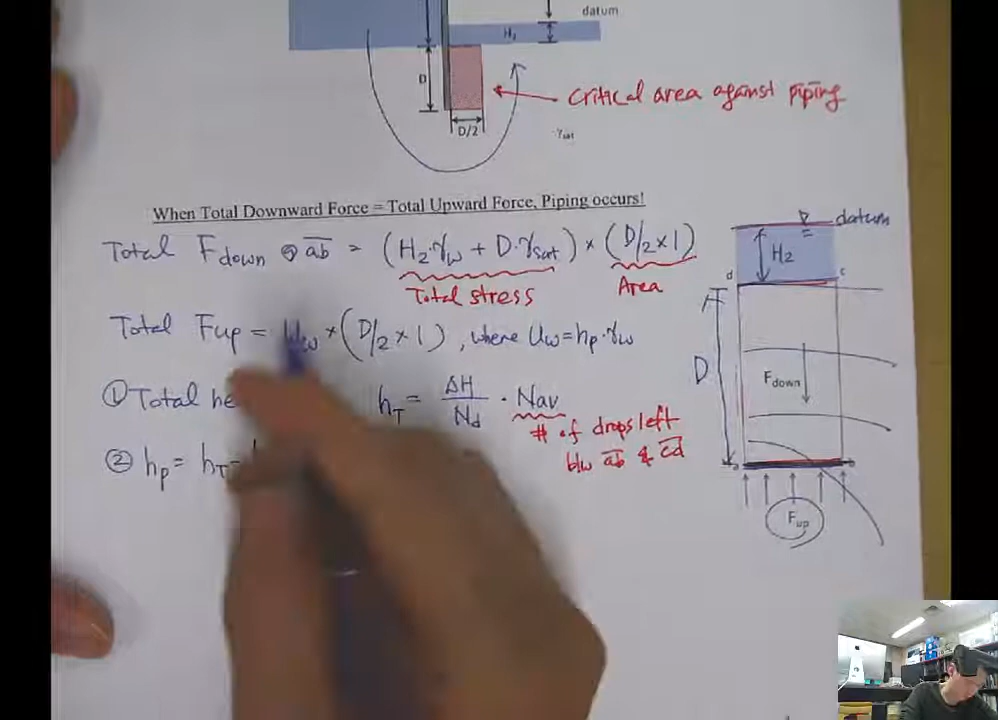 datum
H₂
D
critical area against piping
D/2
γsat
When Total Downward Force = Total Upward Force, Piping occurs!
Total Fdown @ ab = (H₂·γw + D·γsat) × (D/2 × 1)
Total stress
Area
Total Fup = Uw × (D/2 × 1), where Uw = hp·γw
① Total he
hT = ΔH/Nd · Nav
# of drops left
b/w ab & cd
② hp = hT -
datum
H2
d
c
D
Fdown
Fup